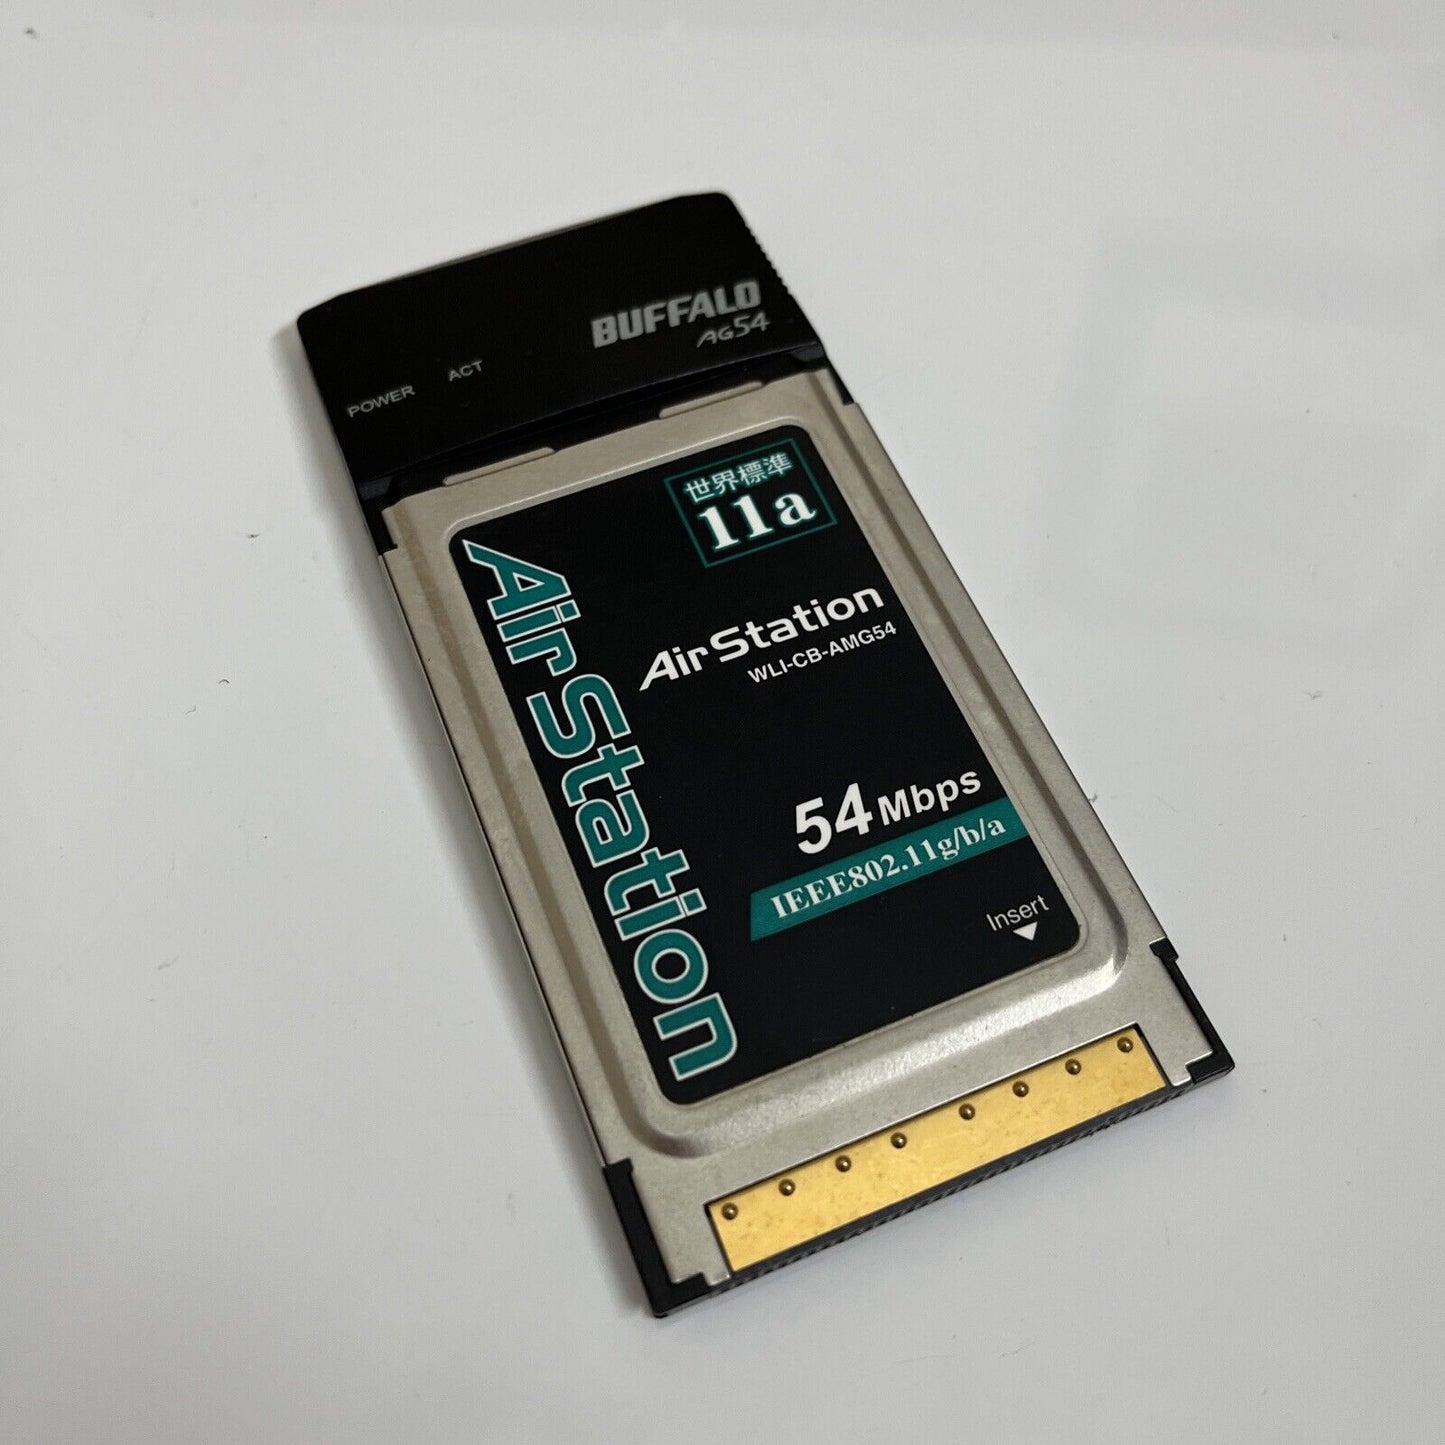 BUFFALO
AG54
POWER
ACT
世界標準
11a
AirStation
AirStation
WLI-CB-AMG54
54Mbps
IEEE802.11g/b/a
Insert